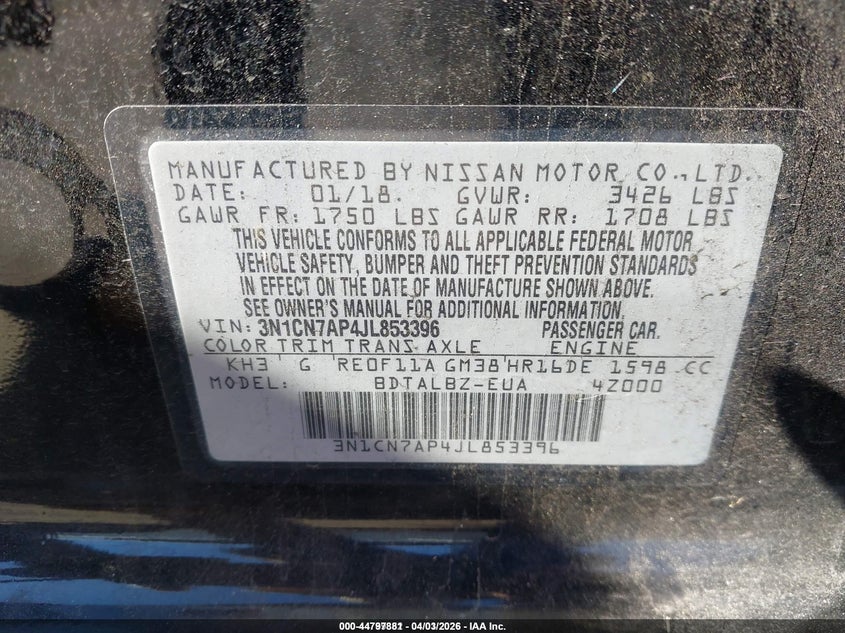 MANUFACTURED BY NISSAN MOTOR CO., LTD.
DATE: 01/18. GVWR: 3426 LBS
GAWR FR: 1750 LBS GAWR RR: 1708 LBS
THIS VEHICLE CONFORMS TO ALL APPLICABLE FEDERAL MOTOR
VEHICLE SAFETY, BUMPER AND THEFT PREVENTION STANDARDS
IN EFFECT ON THE DATE OF MANUFACTURE SHOWN ABOVE.
SEE OWNER'S MANUAL FOR ADDITIONAL INFORMATION.
VIN: 3N1CN7AP4JL853396 PASSENGER CAR.
COLOR TRIM TRANS AXLE ENGINE
KH3 ' G 'RE0F11A GM38'HR16DE 1598 CC
MODEL: BDTALBZ-EUA 4Z000
3N1CN7AP4JL853396
000-44797881 - 04/03/2026 - IAA Inc.